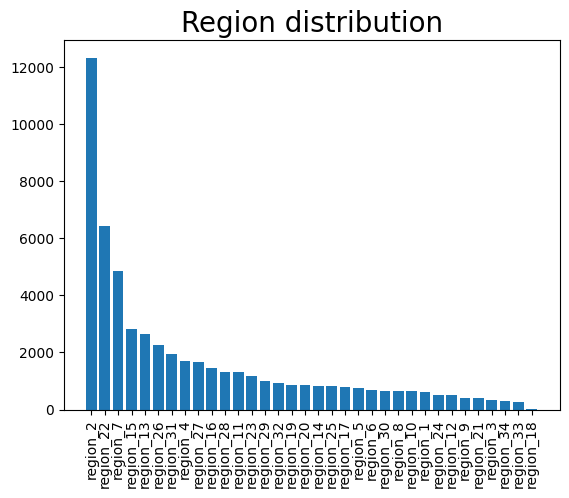 Region distribution
12000
10000
8000
6000
4000
2000
0
region_2
region_22
region_7
region_15
region_13
region_26
region_31
region_4
region_27
region_16
region_28
region_11
region_23
region_29
region_32
region_19
region_20
region_14
region_25
region_17
region_5
region_6
region_30
region_8
region_10
region_1
region_24
region_12
region_9
region_21
region_3
region_34
region_33
region_18